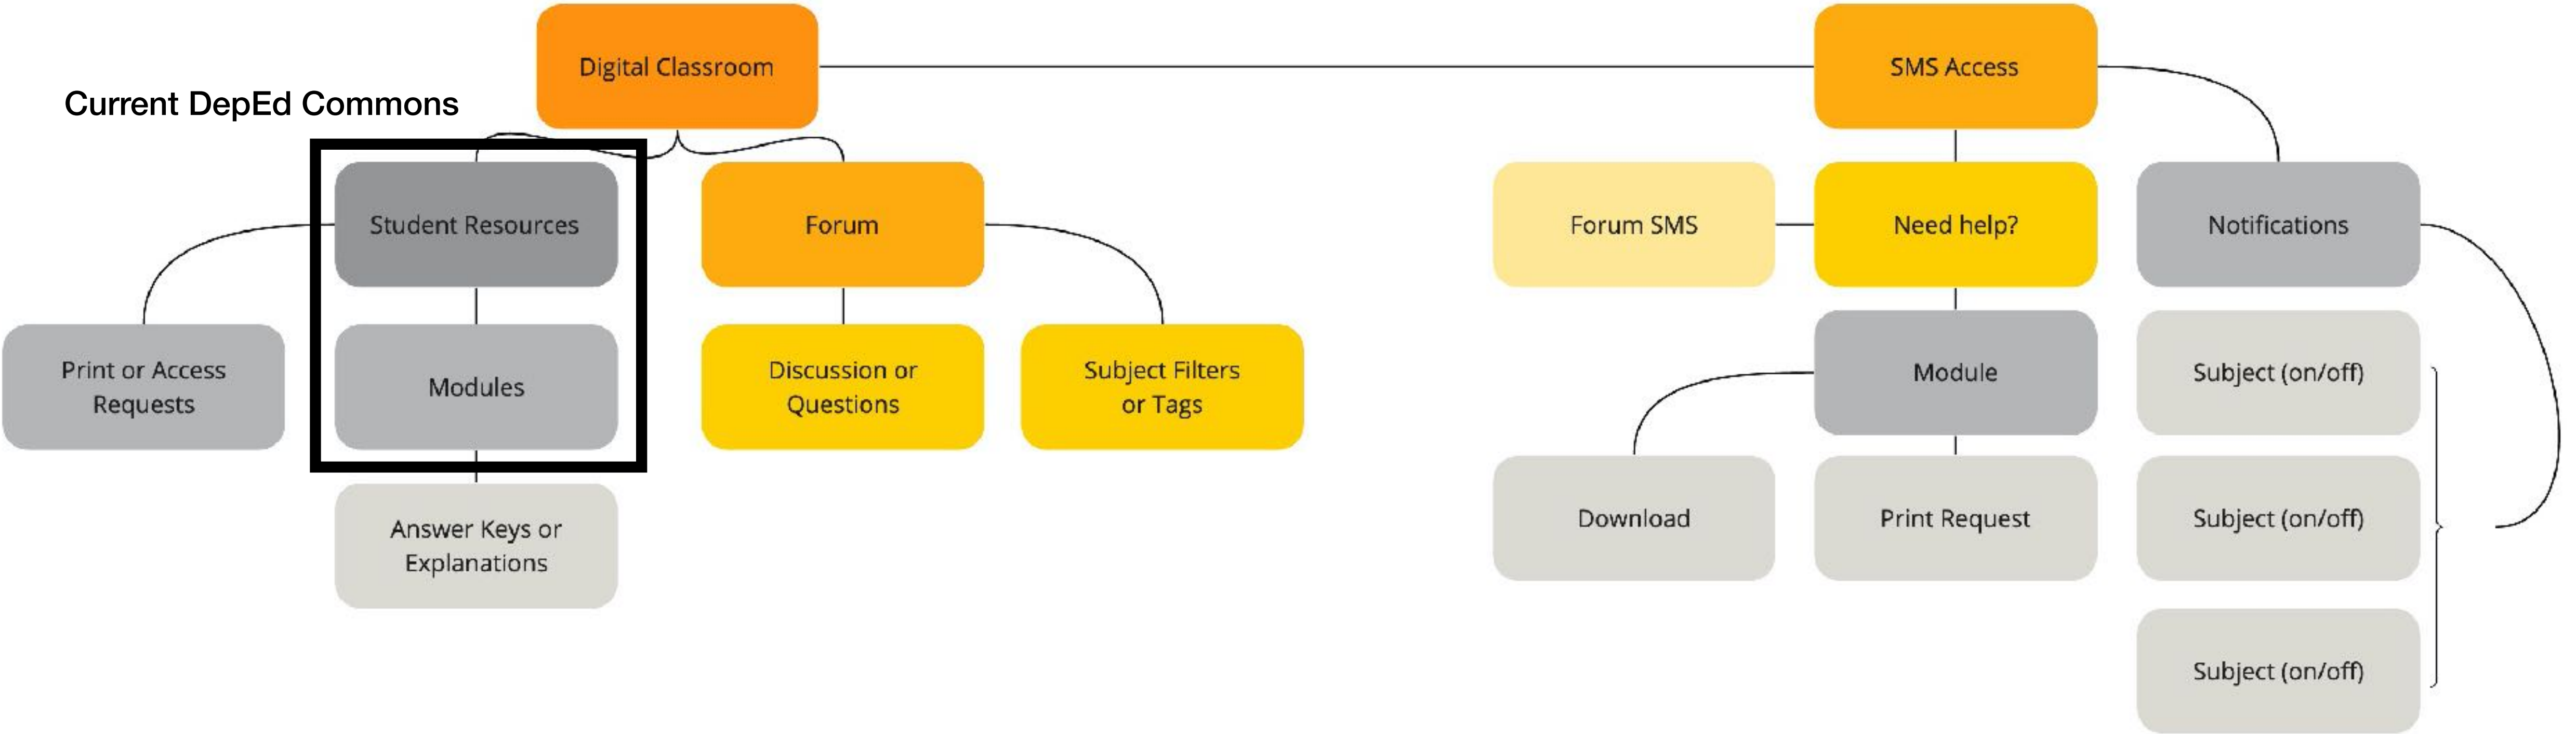 Digital Classroom
SMS Access
Current DepEd Commons
Student Resources
Forum
Forum SMS
Need help?
Notifications
Print or Access
Requests
Modules
Discussion or
Questions
Subject Filters
or Tags
Module
Subject (on/off)
Answer Keys or
Explanations
Download
Print Request
Subject (on/off)
Subject (on/off)